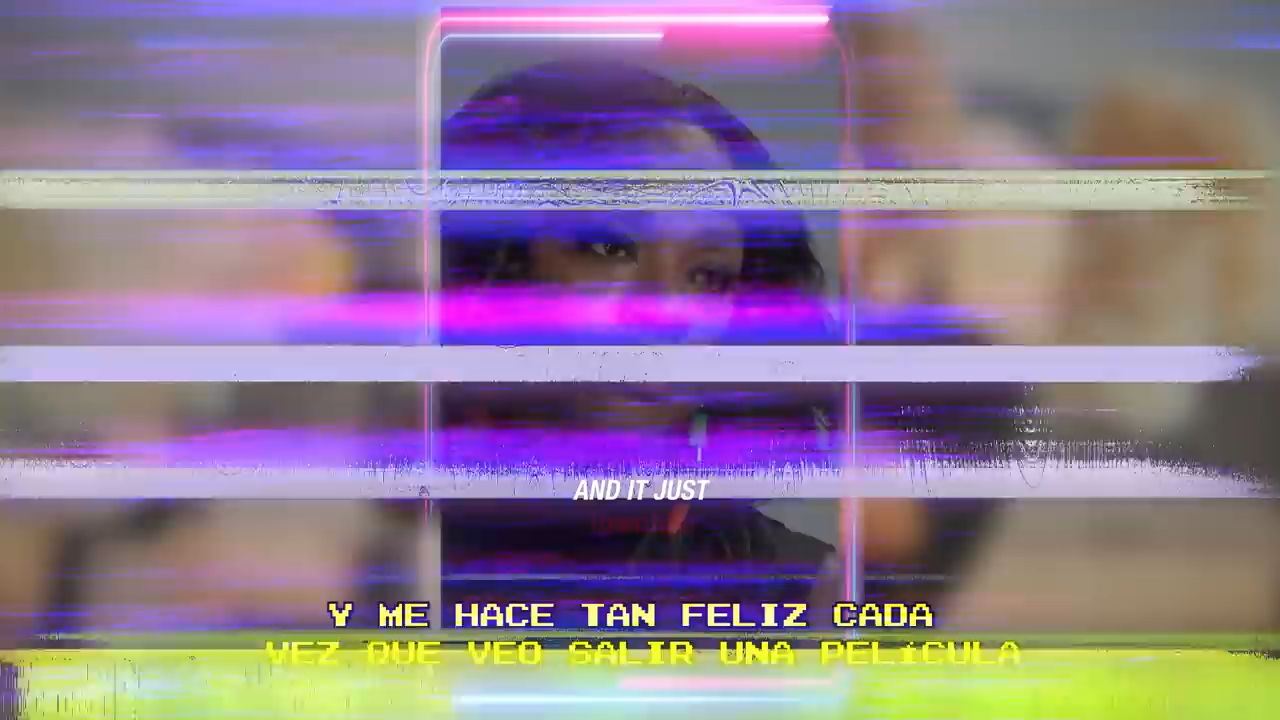 AND IT JUST
Y ME HACE TAN FELIZ CADA
VEZ QUE VEO SALIR UNA PELíCULA